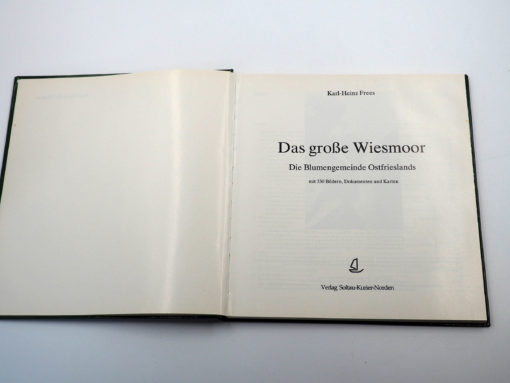 Karl-Heinz Frees
Das große Wiesmoor
Die Blumengemeinde Ostfrieslands
mit 350 Bildern, Dokumenten und Karten
Verlag Soltau-Kurier-Norden